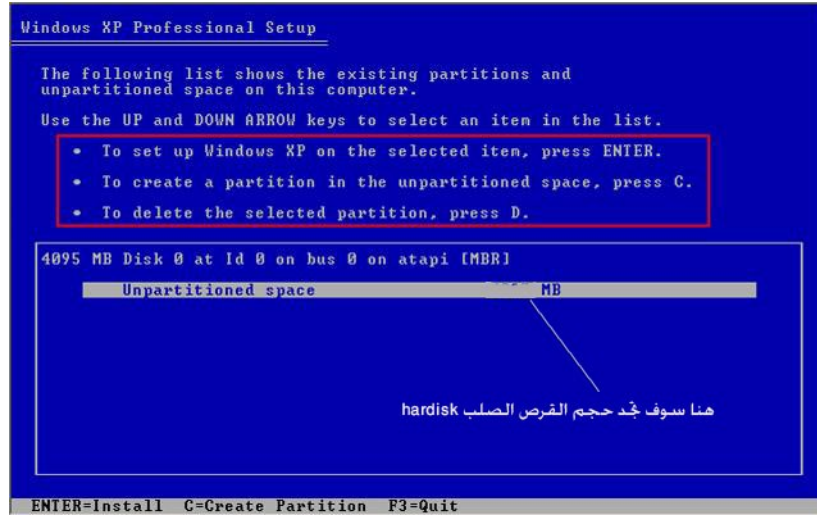 Windows XP Professional Setup
The following list shows the existing partitions and
unpartitioned space on this computer.
Use the UP and DOWN ARROW keys to select an item in the list.
• To set up Windows XP on the selected item, press ENTER.
• To create a partition in the unpartitioned space, press C.
• To delete the selected partition, press D.
4095 MB Disk 0 at Id 0 on bus 0 on atapi [MBR]
Unpartitioned space MB
هنا سوف تجد حجم القرص الصلب hardisk
ENTER=Install C=Create Partition F3=Quit